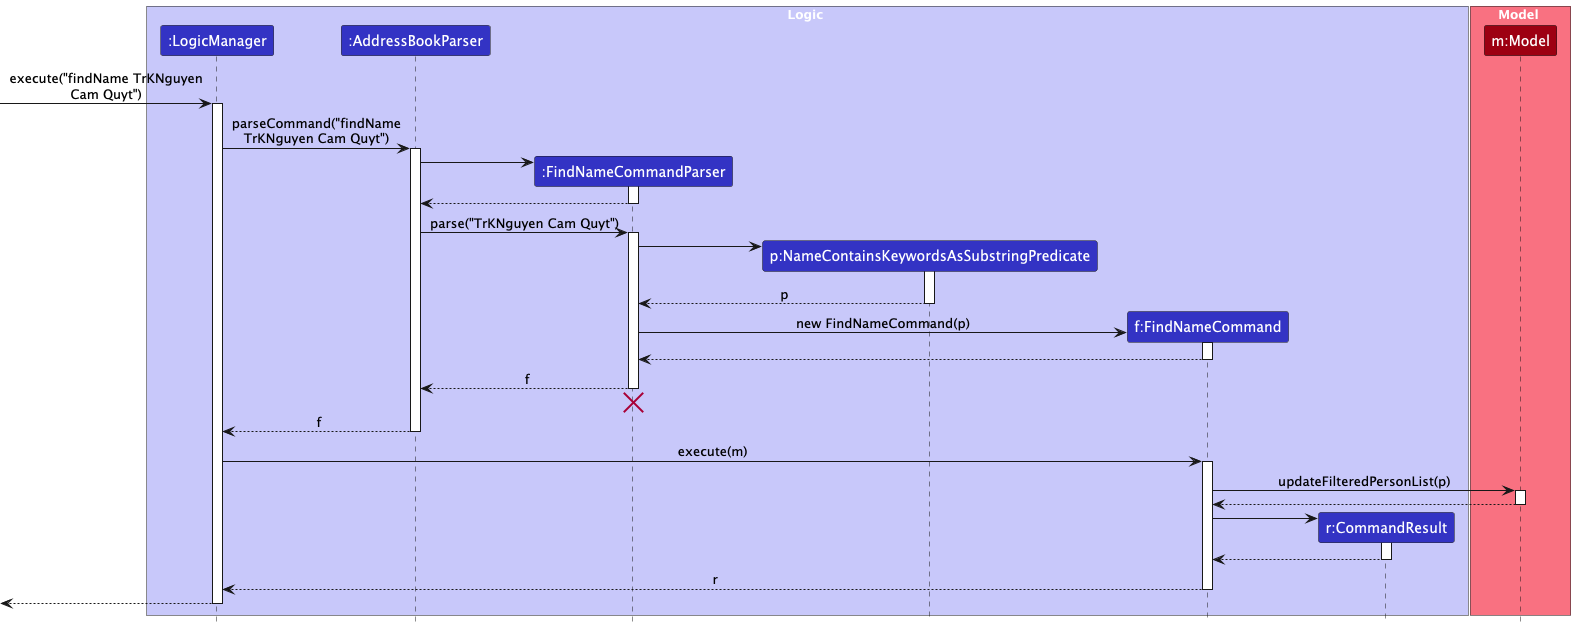 Logic
Model
:LogicManager
:AddressBookParser
m:Model
execute("findName TrKNguyen
Cam Quyt")
parseCommand("findName
TrKNguyen Cam Quyt")
:FindNameCommandParser
parse("TrKNguyen Cam Quyt")
p:NameContainsKeywordsAsSubstringPredicate
p
new FindNameCommand(p)
f:FindNameCommand
f
f
execute(m)
updateFilteredPersonList(p)
r:CommandResult
r